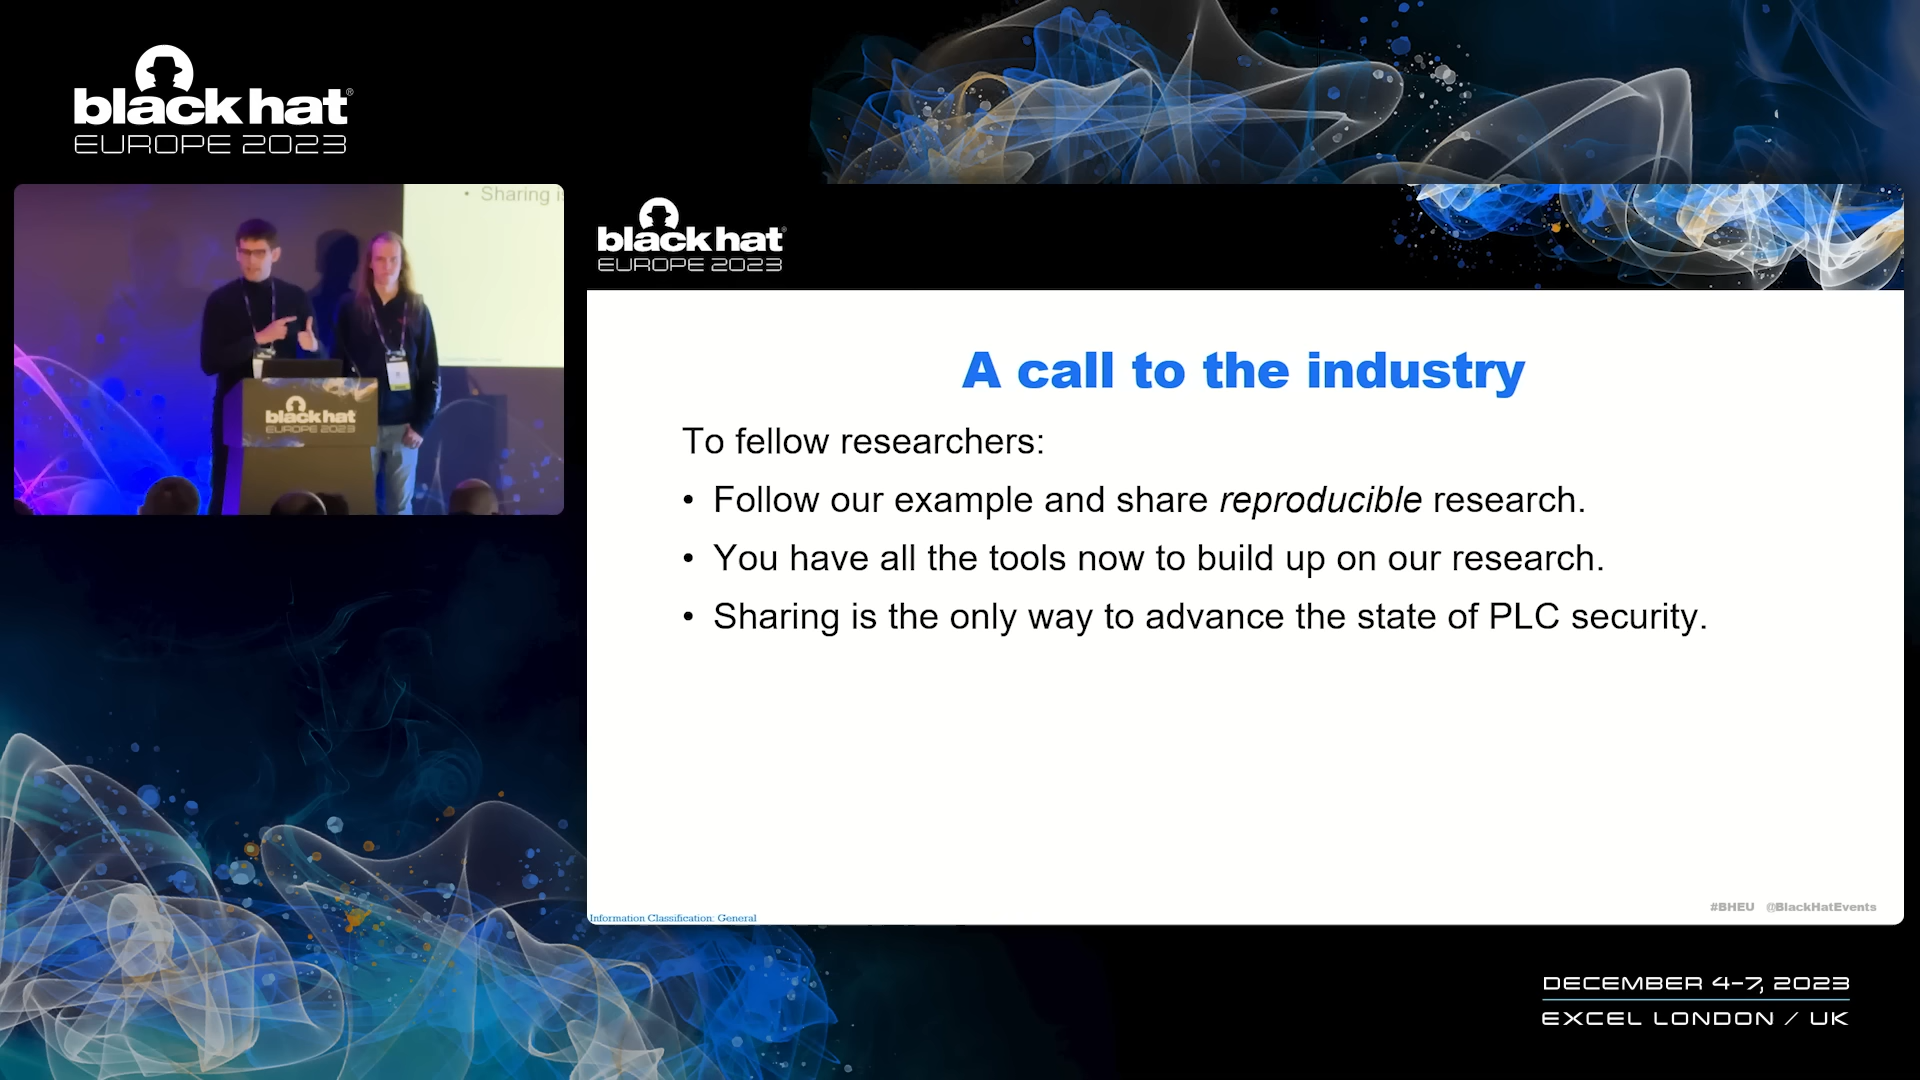 black hat®
EUROPE 2023
• Sharing is
black hat
EUROPE 2023
black hat®
EUROPE 2023
A call to the industry
To fellow researchers:
• Follow our example and share reproducible research.
• You have all the tools now to build up on our research.
• Sharing is the only way to advance the state of PLC security.
Information Classification: General
#BHEU @BlackHatEvents
DECEMBER 4-7, 2023
EXCEL LONDON / UK